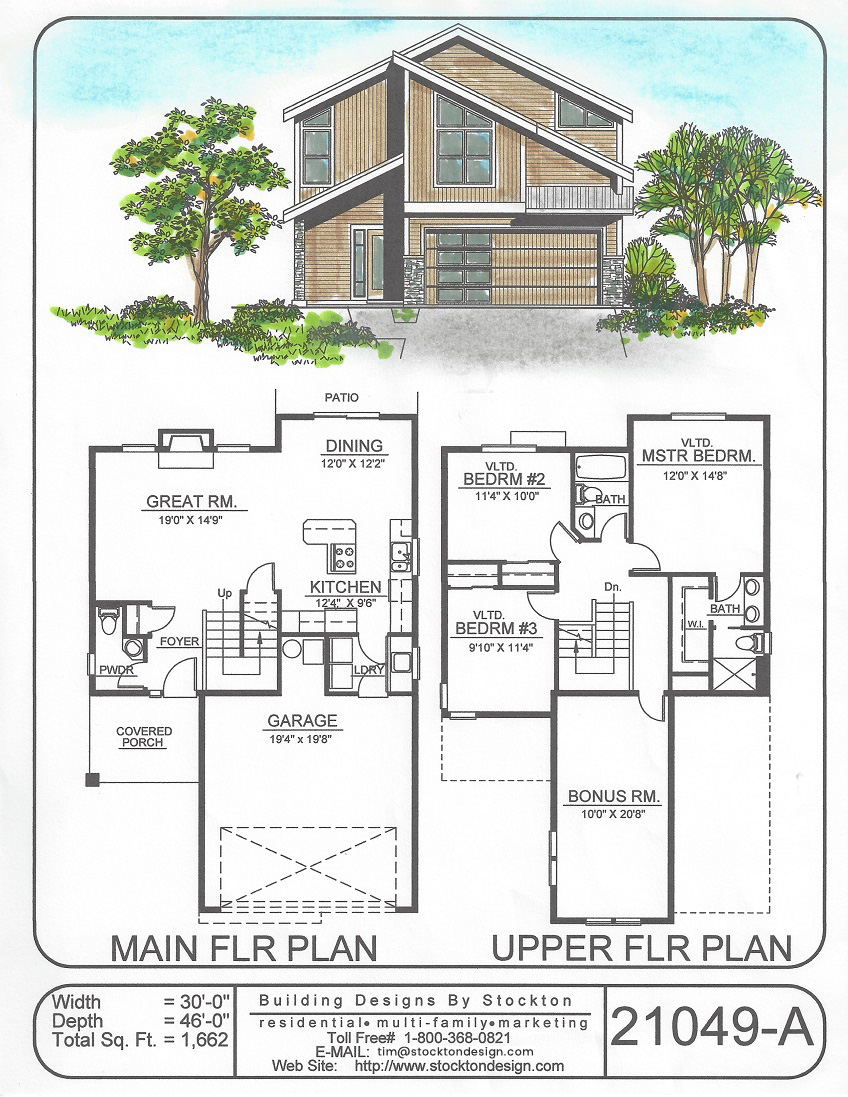 PATIO
DINING
12'0" X 12'2"
GREAT RM.
19'0" X 14'9"
KITCHEN
12'4" X 9'6"
Up
FOYER
PWDR
LDRY
COVERED
PORCH
GARAGE
19'4" x 19'8"
MAIN FLR PLAN
VLTD.
BEDRM #2
11'4" X 10'0"
BATH
VLTD.
MSTR BEDRM.
12'0" X 14'8"
Dn.
VLTD.
BEDRM #3
9'10" X 11'4"
W.I.
BATH
BONUS RM.
10'0" X 20'8"
UPPER FLR PLAN
Width = 30'-0"
Depth = 46'-0"
Total Sq. Ft. = 1,662
Building Designs By Stockton
residential• multi-family•marketing
Toll Free# 1-800-368-0821
E-MAIL: tim@stocktondesign.com
Web Site: http://www.stocktondesign.com
21049-A